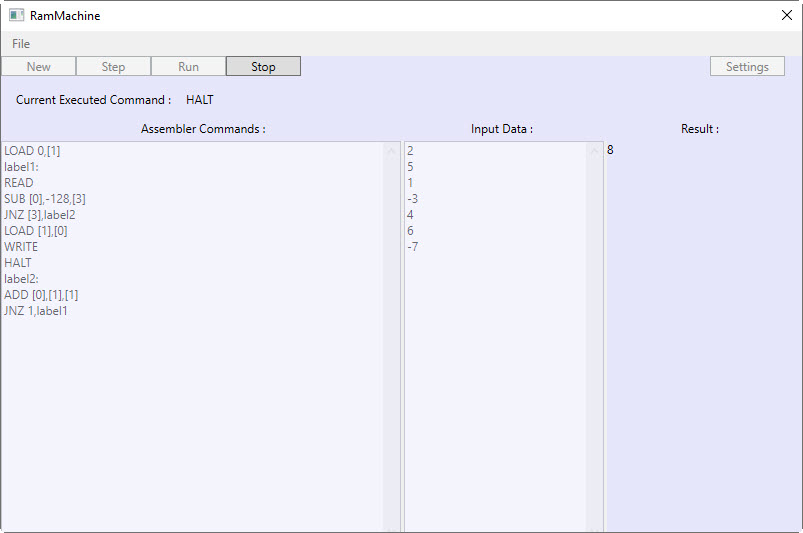 RamMachine
File
New Step Run Stop Settings
Current Executed Command : HALT
Assembler Commands : Input Data : Result :
LOAD 0,[1]
label1:
READ
SUB [0],-128,[3]
JNZ [3],label2
LOAD [1],[0]
WRITE
HALT
label2:
ADD [0],[1],[1]
JNZ 1,label1
2
5
1
-3
4
6
-7
8